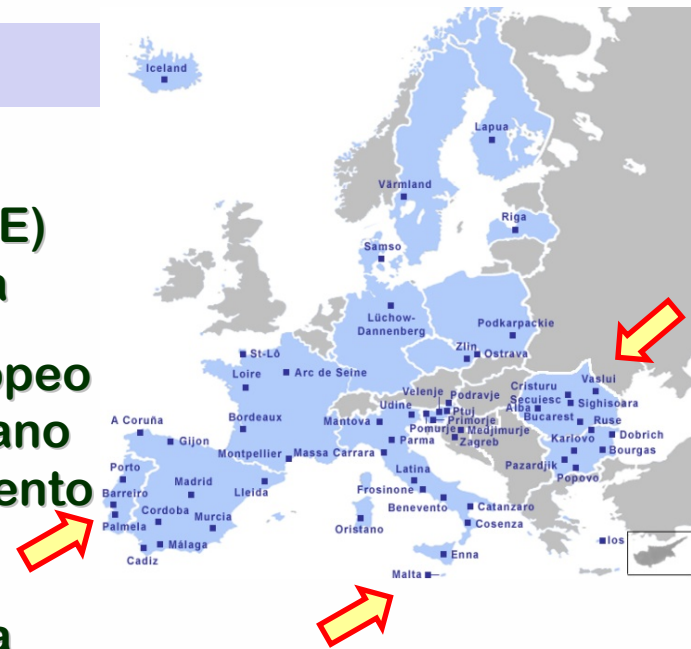 E)
a
opeo
ano
ento
a
Iceland
Lapua
Värmland
Riga
Samso
Lüchow-
Dannenberg
Podkarpackie
Zlin
Ostrava
St-Lô
Loire
Arc de Seine
Vaslui
Cristuru
Secuiesc
Sighisoara
Alba
Velenje
Podravje
Udine
Ptuj
Bucarest
Ruse
Bordeaux
Mantova
Primorje
Pomurje
Medjimurje
Dobrich
A Coruña
Gijon
Parma
Zagreb
Karlovo
Bourgas
Montpellier
Massa Carrara
Pazardjik
Popovo
Porto
Madrid
Lleida
Latina
Frosinone
Barreiro
Cordoba
Murcia
Benevento
Catanzaro
Palmela
Oristano
Cosenza
Málaga
Ios
Cadiz
Enna
Malta